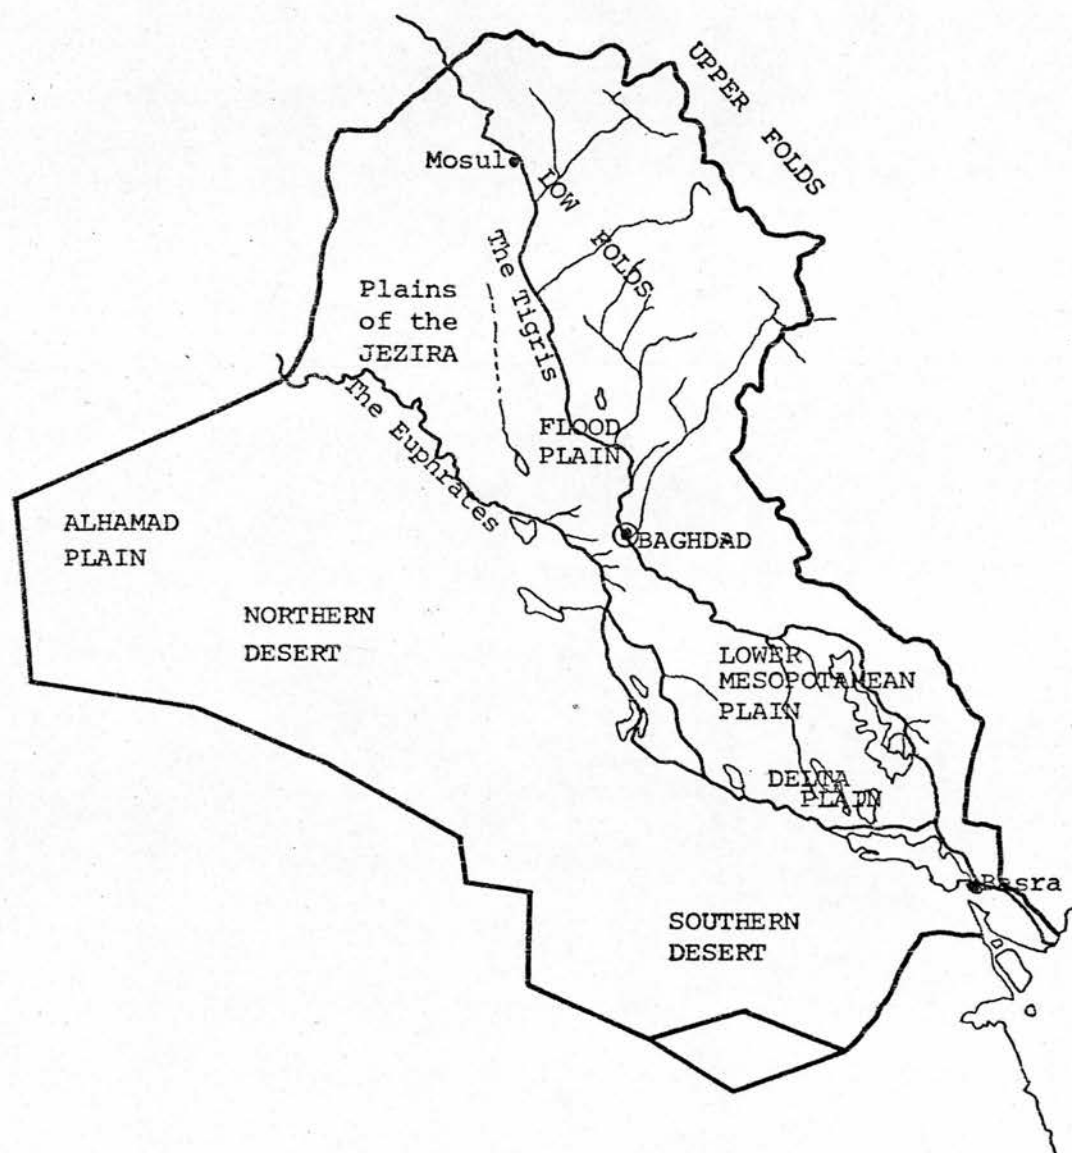 UPPER FOLDS
Mosul
LOW FOLDS
The Tigris
Plains
of the
JEZIRA
The Euphrates
FLOOD
PLAIN
ALHAMAD
PLAIN
BAGHDAD
NORTHERN
DESERT
LOWER
MESOPOTAMEAN
PLAIN
DELTA
PLAIN
Basra
SOUTHERN
DESERT